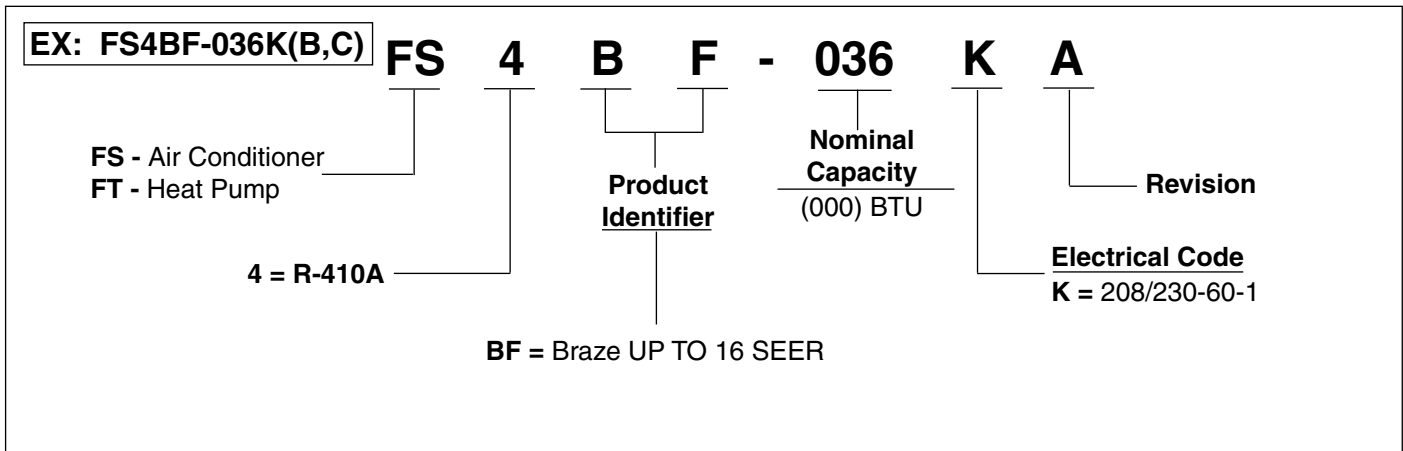 EX: FS4BF-036K(B,C)
FS 4 B F - 036 K A
FS - Air Conditioner
FT - Heat Pump
4 = R-410A
Product
Identifier
BF = Braze UP TO 16 SEER
Nominal
Capacity
(000) BTU
Revision
Electrical Code
K = 208/230-60-1